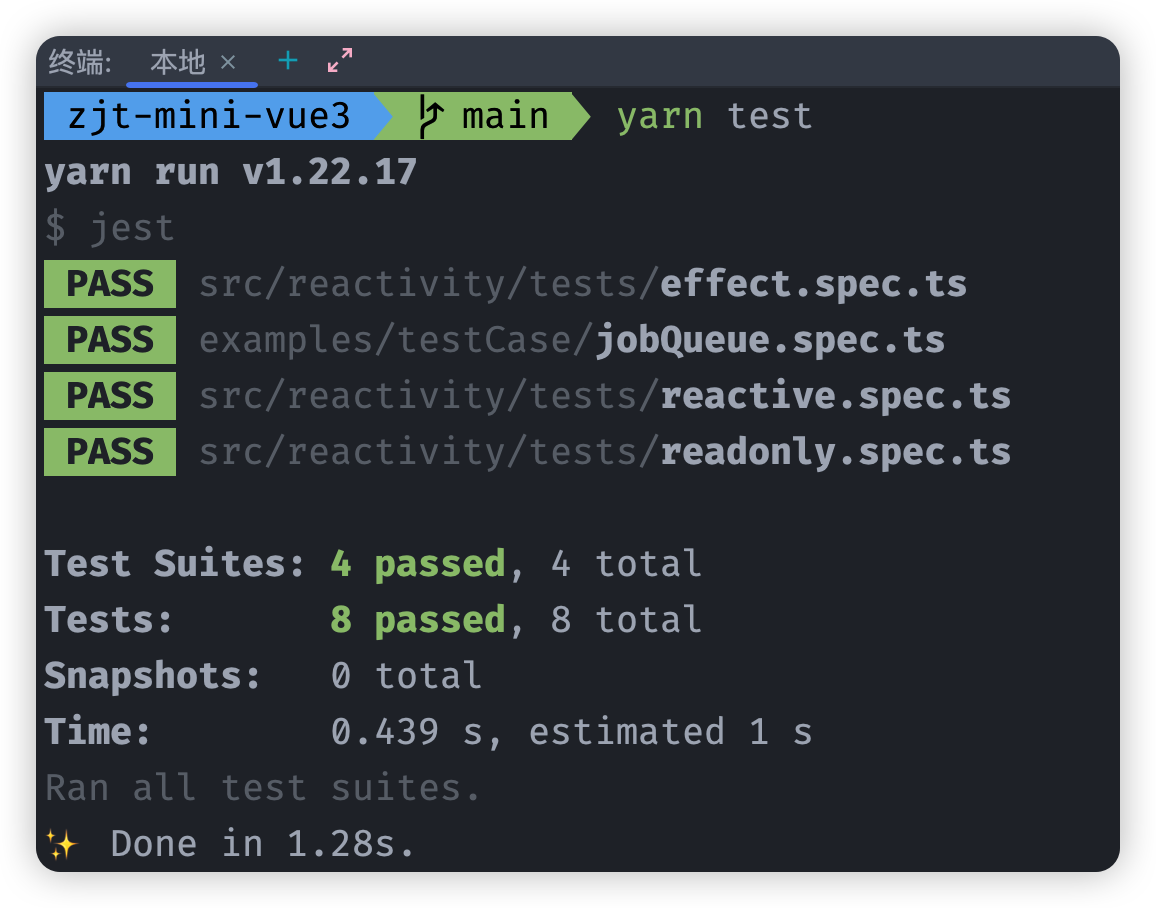 终端: 本地 × +
zjt-mini-vue3 main yarn test
yarn run v1.22.17
$ jest
PASS src/reactivity/tests/effect.spec.ts
PASS examples/testCase/jobQueue.spec.ts
PASS src/reactivity/tests/reactive.spec.ts
PASS src/reactivity/tests/readonly.spec.ts
Test Suites: 4 passed, 4 total
Tests: 8 passed, 8 total
Snapshots: 0 total
Time: 0.439 s, estimated 1 s
Ran all test suites.
✨ Done in 1.28s.